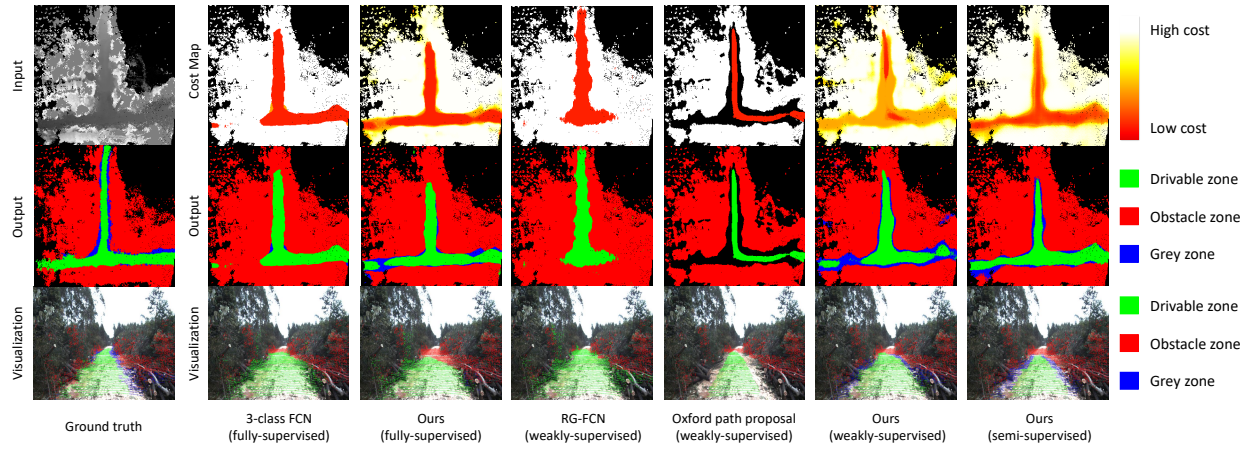 Input
Cost Map
High cost
Low cost
Output
Output
Drivable zone
Obstacle zone
Grey zone
Visualization
Visualization
Drivable zone
Obstacle zone
Grey zone
Ground truth
3-class FCN
(fully-supervised)
Ours
(fully-supervised)
RG-FCN
(weakly-supervised)
Oxford path proposal
(weakly-supervised)
Ours
(weakly-supervised)
Ours
(semi-supervised)